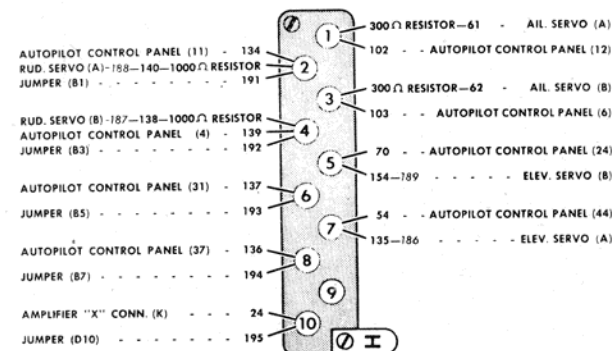 1
300 Ω RESISTOR—61 - AIL. SERVO (A)
102 - - AUTOPILOT CONTROL PANEL (12)
AUTOPILOT CONTROL PANEL (11) - 134
RUD. SERVO (A)-188—140—1000 Ω RESISTOR
JUMPER (B1) - - - - - - - 191
2
3
300 Ω RESISTOR—62 - AIL. SERVO (B)
103 - - AUTOPILOT CONTROL PANEL (6)
RUD. SERVO (B)-187—138—1000 Ω RESISTOR
AUTOPILOT CONTROL PANEL (4) - 139
JUMPER (B3) - - - - - - - 192
4
5
70 - - AUTOPILOT CONTROL PANEL (24)
154—189 - - - - - ELEV. SERVO (B)
AUTOPILOT CONTROL PANEL (31) - 137
JUMPER (B5) - - - - - - - 193
6
7
54 - - AUTOPILOT CONTROL PANEL (44)
135—186 - - - - - ELEV. SERVO (A)
AUTOPILOT CONTROL PANEL (37) - 136
JUMPER (B7) - - - - - - - 194
8
9
AMPLIFIER "X" CONN. (K) - - 24
JUMPER (D10) - - - - - - - 195
10
I